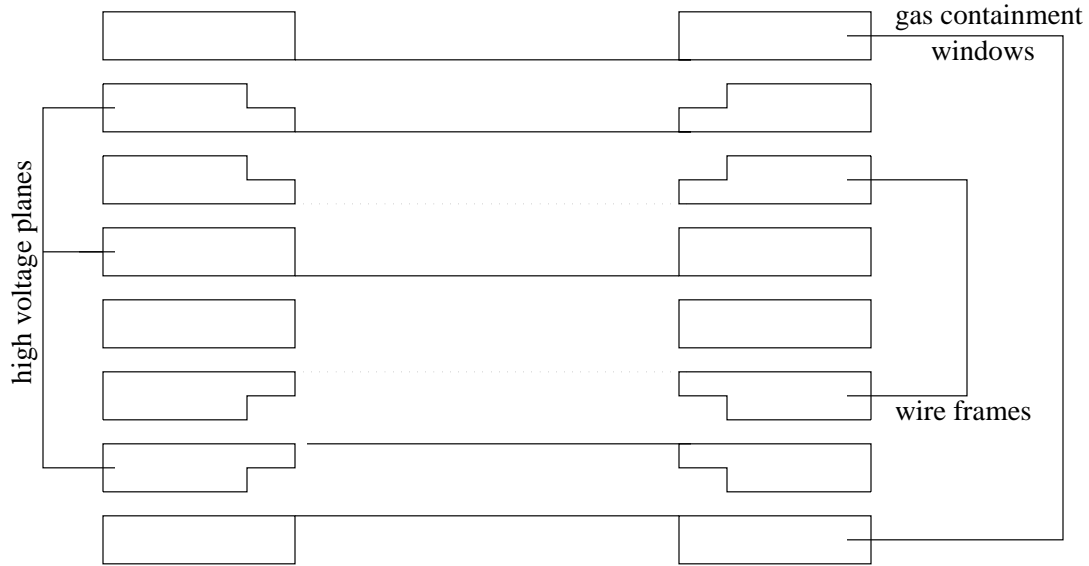 gas containment
windows
high voltage planes
wire frames